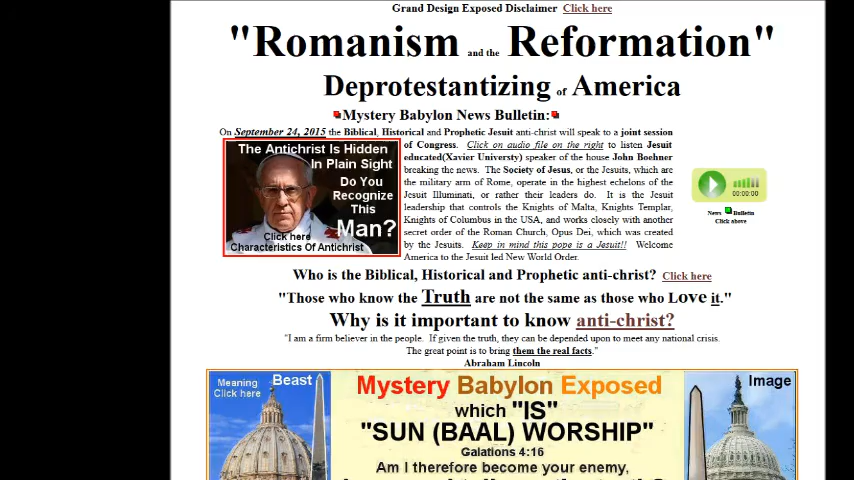 Grand Design Exposed Disclaimer Click here
"Romanism and the Reformation"
Deprotestantizing of America
Mystery Babylon News Bulletin:
On September 24, 2015 the Biblical, Historical and Prophetic Jesuit anti-christ will speak to a joint session
of Congress. Click on audio file on the right to listen Jesuit
educated(Xavier Universty) speaker of the house John Boehner
breaking the news. The Society of Jesus, or the Jesuits, which are
the military arm of Rome, operate in the highest echelons of the
Jesuit Illuminati, or rather their leaders do. It is the Jesuit
leadership that controls the Knights of Malta, Knights Templar,
Knights of Columbus in the USA, and works closely with another
secret order of the Roman Church, Opus Dei, which was created
by the Jesuits. Keep in mind this pope is a Jesuit!! Welcome
America to the Jesuit led New World Order.
The Antichrist Is Hidden
In Plain Sight
Do You
Recognize
This
Man?
Click here
Characteristics Of Antichrist
00:00:00
News Bulletin
Click above
Who is the Biblical, Historical and Prophetic anti-christ? Click here
"Those who know the Truth are not the same as those who Love it."
Why is it important to know anti-christ?
"I am a firm believer in the people. If given the truth, they can be depended upon to meet any national crisis.
The great point is to bring them the real facts."
Abraham Lincoln
Meaning: Beast
Click here
Mystery Babylon Exposed
which "IS"
"SUN (BAAL) WORSHIP"
Galations 4:16
Am I therefore become your enemy,
Image